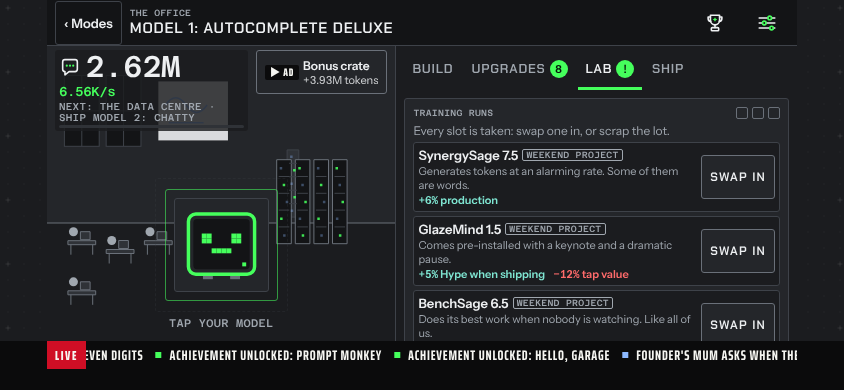 ‹ Modes
THE OFFICE
MODEL 1: AUTOCOMPLETE DELUXE
2.62M
6.56K/s
NEXT: THE DATA CENTRE ·
SHIP MODEL 2: CHATTY
AD
Bonus crate
+3.93M tokens
TAP YOUR MODEL
BUILD
UPGRADES 8
LAB !
SHIP
TRAINING RUNS
Every slot is taken: swap one in, or scrap the lot.
SynergySage 7.5 WEEKEND PROJECT
Generates tokens at an alarming rate. Some of them
are words.
+6% production
SWAP IN
GlazeMind 1.5 WEEKEND PROJECT
Comes pre-installed with a keynote and a dramatic
pause.
+5% Hype when shipping −12% tap value
SWAP IN
BenchSage 6.5 WEEKEND PROJECT
Does its best work when nobody is watching. Like all of
us.
SWAP IN
LIVE
EVEN DIGITS ACHIEVEMENT UNLOCKED: PROMPT MONKEY ACHIEVEMENT UNLOCKED: HELLO, GARAGE FOUNDER'S MUM ASKS WHEN THE